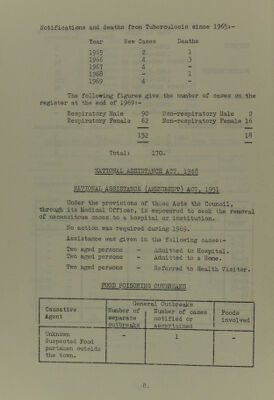 Notifications and deaths from Tuberculosis since 1965:-
Year New Cases Deaths
1965 2 1
1966 4 3
1967 4 -
1968 - 1
1969 4 -
The following figures give the number of cases on the
register at the end of 1969:-
Respiratory Male 90 Non-respiratory Male 2
Respiratory Female 62 Non-respiratory Female 16
152 18
Total: 170.
NATIONAL ASSISTANCE ACT, 1948
NATIONAL ASSISTANCE (AMENDMENT) ACT, 1951
Under the provisions of these Acts the Council,
through its Medical Officer, is empowered to seek the removal
of necessitous cases to a hospital or institution.
No action was required during 1969.
Assistance was given in the following cases:-
Two aged persons - Admitted to Hospital.
Two aged persons - Admitted to a Home.
Two aged persons - Referred to Health Visitor.
FOOD POISONING OUTBREAKS
General Outbreaks
Causative Agent
Number of separate outbreaks
Number of cases notified or ascertained
Foods involved
Unknown - 1 -
Suspected Food
partaken outside
the town.
8.